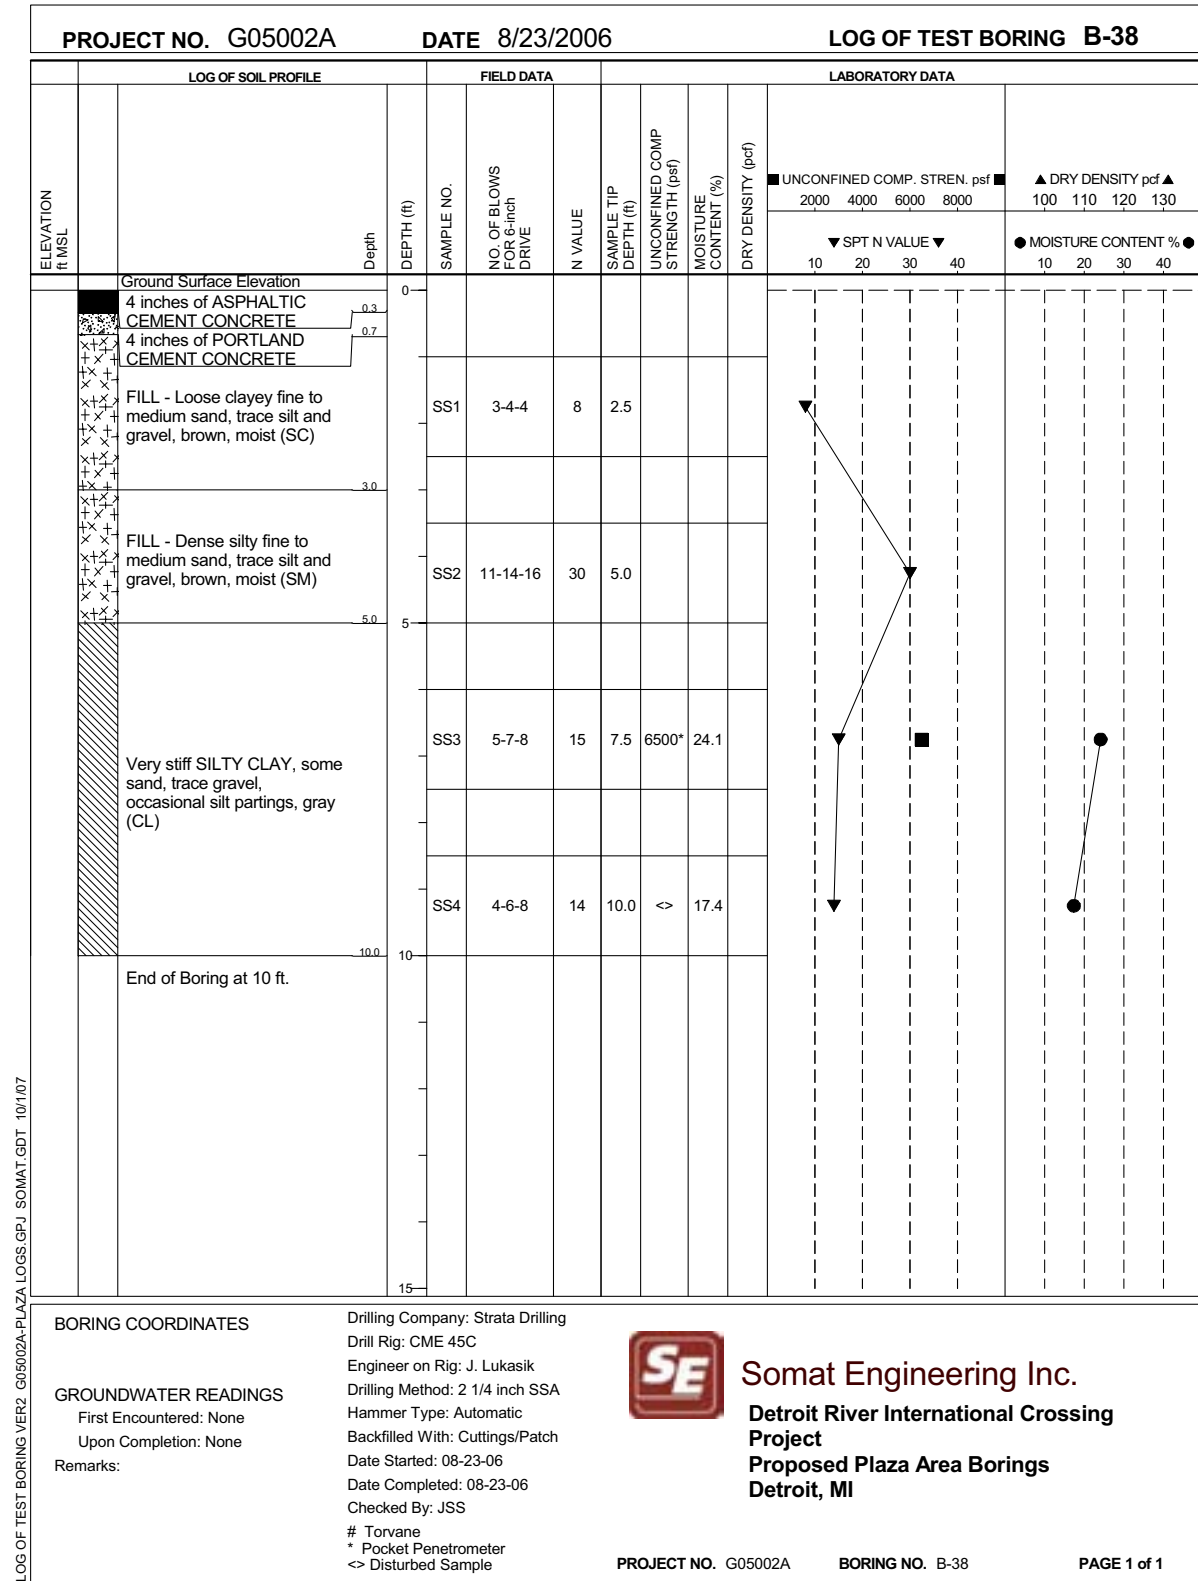 PROJECT NO. G05002A DATE 8/23/2006 LOG OF TEST BORING B-38
LOG OF SOIL PROFILE FIELD DATA LABORATORY DATA
ELEVATION
ft MSL
Depth
DEPTH (ft)
SAMPLE NO.
NO. OF BLOWS
FOR 6-inch
DRIVE
N VALUE
SAMPLE TIP
DEPTH (ft)
UNCONFINED COMP
STRENGTH (psf)
MOISTURE
CONTENT (%)
DRY DENSITY (pcf)
■ UNCONFINED COMP. STREN. psf ■
2000 4000 6000 8000
▼ SPT N VALUE ▼
10 20 30 40
▲ DRY DENSITY pcf ▲
100 110 120 130
● MOISTURE CONTENT % ●
10 20 30 40
Ground Surface Elevation
0
4 inches of ASPHALTIC
CEMENT CONCRETE
0.3
4 inches of PORTLAND
CEMENT CONCRETE
0.7
FILL - Loose clayey fine to
medium sand, trace silt and
gravel, brown, moist (SC)
SS1 3-4-4 8 2.5
3.0
FILL - Dense silty fine to
medium sand, trace silt and
gravel, brown, moist (SM)
SS2 11-14-16 30 5.0
5.0
5
SS3 5-7-8 15 7.5 6500* 24.1
Very stiff SILTY CLAY, some
sand, trace gravel,
occasional silt partings, gray
(CL)
SS4 4-6-8 14 10.0 <> 17.4
10.0
10
End of Boring at 10 ft.
15
LOG OF TEST BORING VER2 G05002A-PLAZA LOGS.GPJ SOMAT.GDT 10/1/07
BORING COORDINATES
GROUNDWATER READINGS
First Encountered: None
Upon Completion: None
Remarks:
Drilling Company: Strata Drilling
Drill Rig: CME 45C
Engineer on Rig: J. Lukasik
Drilling Method: 2 1/4 inch SSA
Hammer Type: Automatic
Backfilled With: Cuttings/Patch
Date Started: 08-23-06
Date Completed: 08-23-06
Checked By: JSS
# Torvane
* Pocket Penetrometer
<> Disturbed Sample
SE
Somat Engineering Inc.
Detroit River International Crossing
Project
Proposed Plaza Area Borings
Detroit, MI
PROJECT NO. G05002A BORING NO. B-38 PAGE 1 of 1